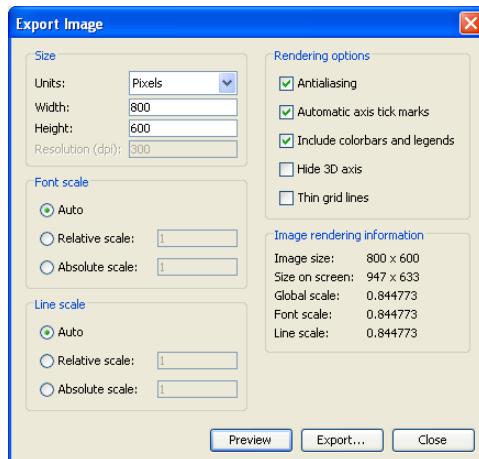 Export Image
Size
Units: Pixels
Width: 800
Height: 600
Resolution (dpi): 300
Font scale
Auto
Relative scale: 1
Absolute scale: 1
Line scale
Auto
Relative scale: 1
Absolute scale: 1
Rendering options
Antialiasing
Automatic axis tick marks
Include colorbars and legends
Hide 3D axis
Thin grid lines
Image rendering information
Image size: 800 x 600
Size on screen: 947 x 633
Global scale: 0.844773
Font scale: 0.844773
Line scale: 0.844773
Preview Export... Close